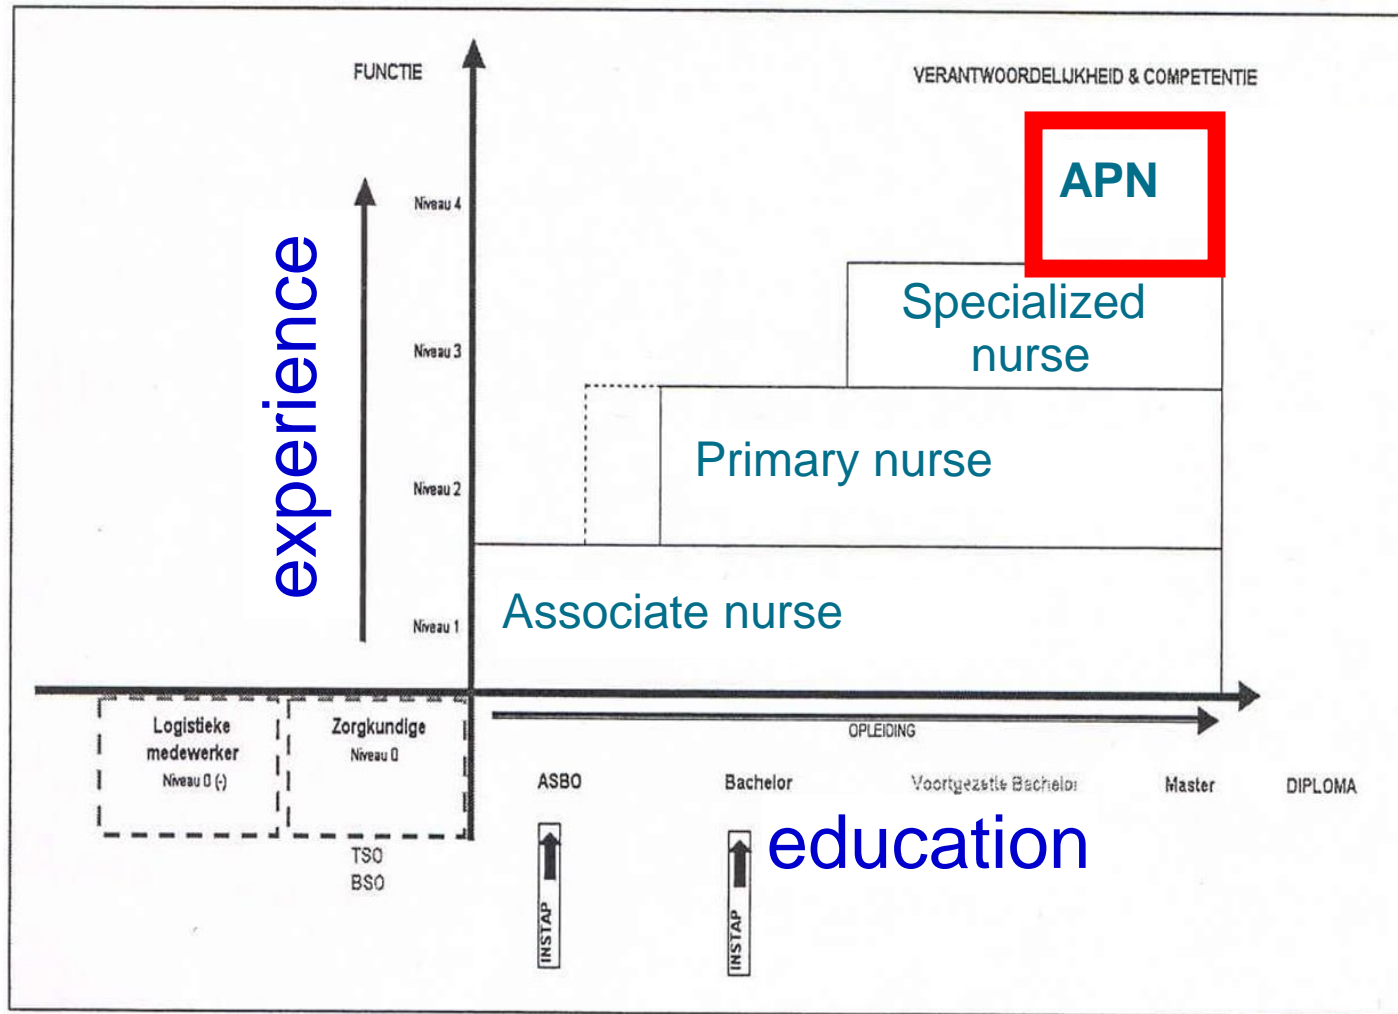 FUNCTIE
VERANTWOORDELIJKHEID & COMPETENTIE
APN
Niveau 4
experience
Specialized
nurse
Niveau 3
Primary nurse
Niveau 2
Associate nurse
Niveau 1
Logistieke
medewerker
Niveau 0 (-)
Zorgkundige
Niveau 0
OPLEIDING
ASBO
Bachelor
Voortgezette Bachelor
Master
DIPLOMA
education
TSO
BSO
INSTAP
INSTAP